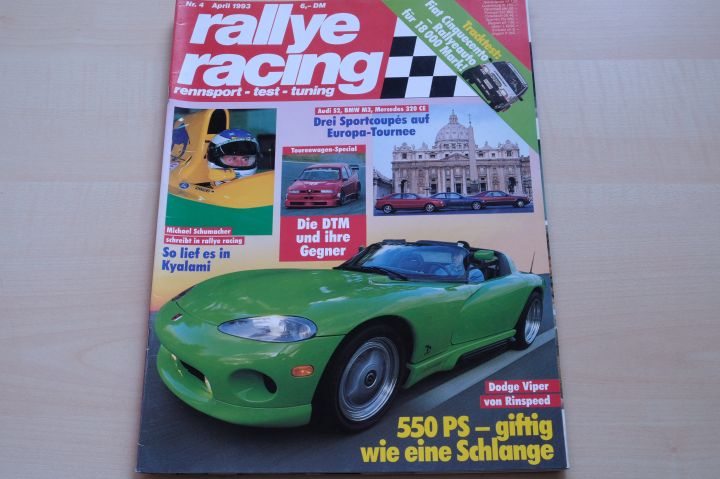 Nr. 4 April 1993 6,- DM
rallye
racing
rennsport - test - tuning
Tracktest:
Fiat Cinquecento
- Rallyeauto
für 18 000 Mark!
Audi S2, BMW M3, Mercedes 320 CE
Drei Sportcoupés auf
Europa-Tournee
Tourenwagen-Special
Die DTM
und ihre
Gegner
Michael Schumacher
schreibt in rallye racing
So lief es in
Kyalami
Dodge Viper
von Rinspeed
550 PS – giftig
wie eine Schlange